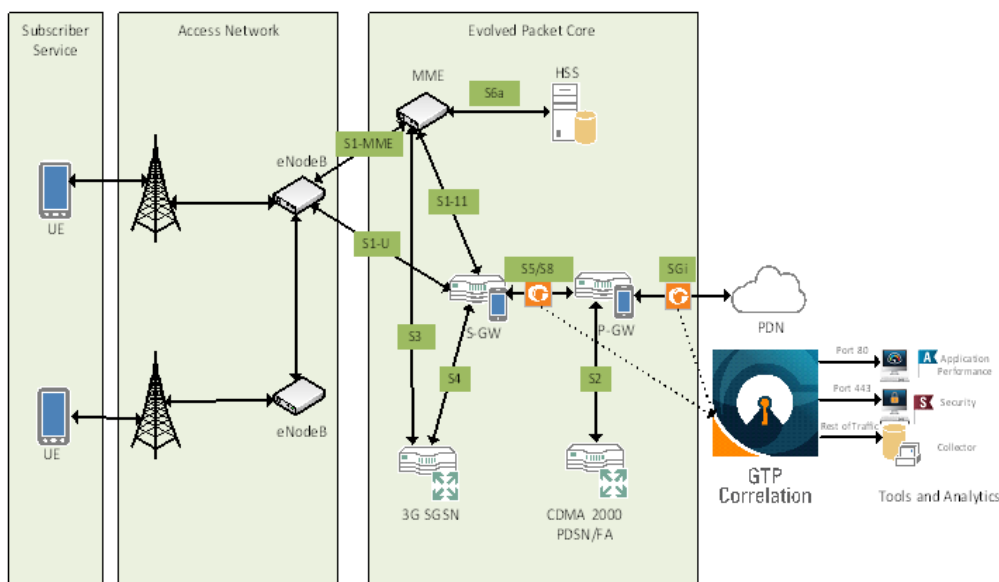 Subscriber
Service
Access Network
Evolved Packet Core
MME
HSS
S6a
S1-MME
eNodeB
UE
S1-11
S1-U
S5/S8
SGi
S-GW
P-GW
PDN
S3
S4
S2
Port 80
A
Application
Performance
Port 443
S
Security
Rest of Traffic
Collector
UE
eNodeB
3G SGSN
CDMA 2000
PDSN/FA
GTP
Correlation
Tools and Analytics